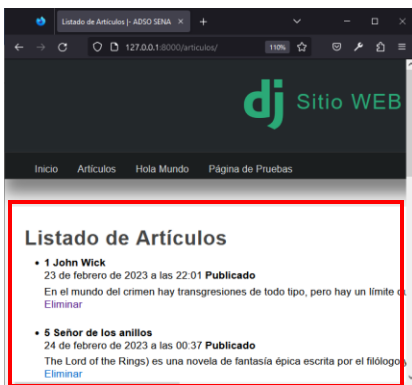 Listado de Artículos |- ADSO SENA
127.0.0.1:8000/articulos/
110%
dj Sitio WEB
Inicio Artículos Hola Mundo Página de Pruebas
Listado de Artículos
1 John Wick
23 de febrero de 2023 a las 22:01 Publicado
En el mundo del crimen hay transgresiones de todo tipo, pero hay un límite
Eliminar
5 Señor de los anillos
24 de febrero de 2023 a las 00:37 Publicado
The Lord of the Rings) es una novela de fantasía épica escrita por el filólogo
Eliminar